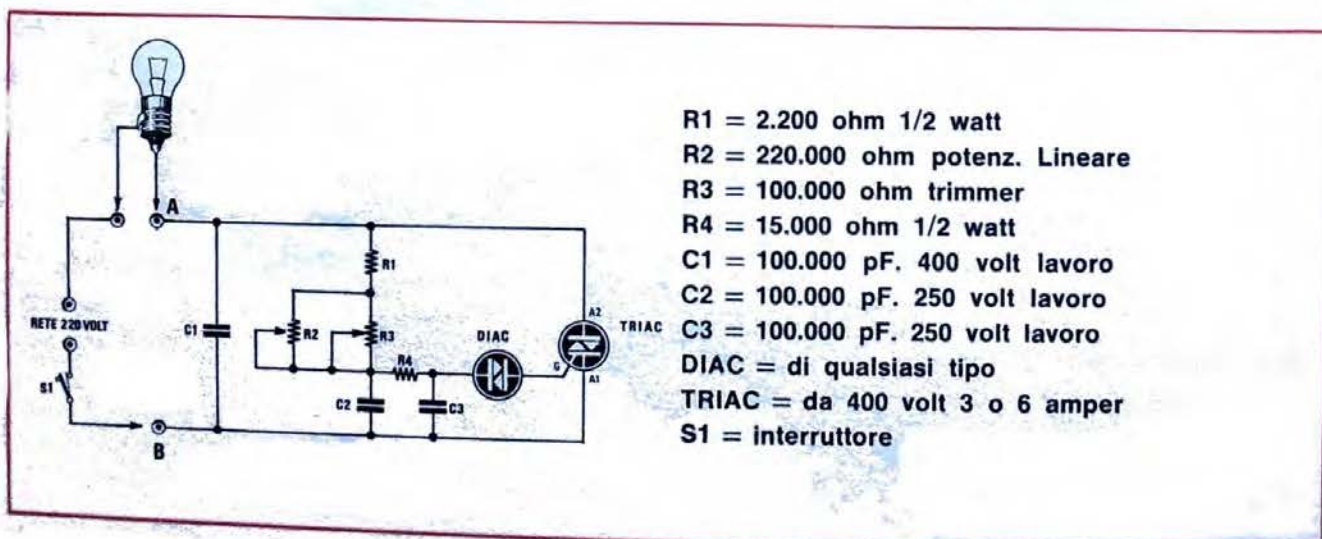 A
R1
A2
RETE 220 VOLT
C1
R2
R3
DIAC
TRIAC
R4
G
A1
S1
C2
C3
B
R1 = 2.200 ohm 1/2 watt
R2 = 220.000 ohm potenz. Lineare
R3 = 100.000 ohm trimmer
R4 = 15.000 ohm 1/2 watt
C1 = 100.000 pF. 400 volt lavoro
C2 = 100.000 pF. 250 volt lavoro
C3 = 100.000 pF. 250 volt lavoro
DIAC = di qualsiasi tipo
TRIAC = da 400 volt 3 o 6 amper
S1 = interruttore